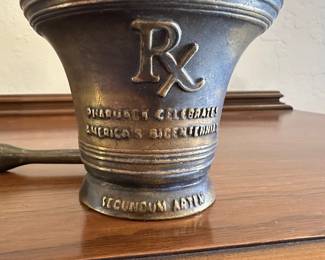 Rx
PHARMACY CELEBRATES
AMERICA'S BICENTENNIAL
SECUNDUM ARTEM